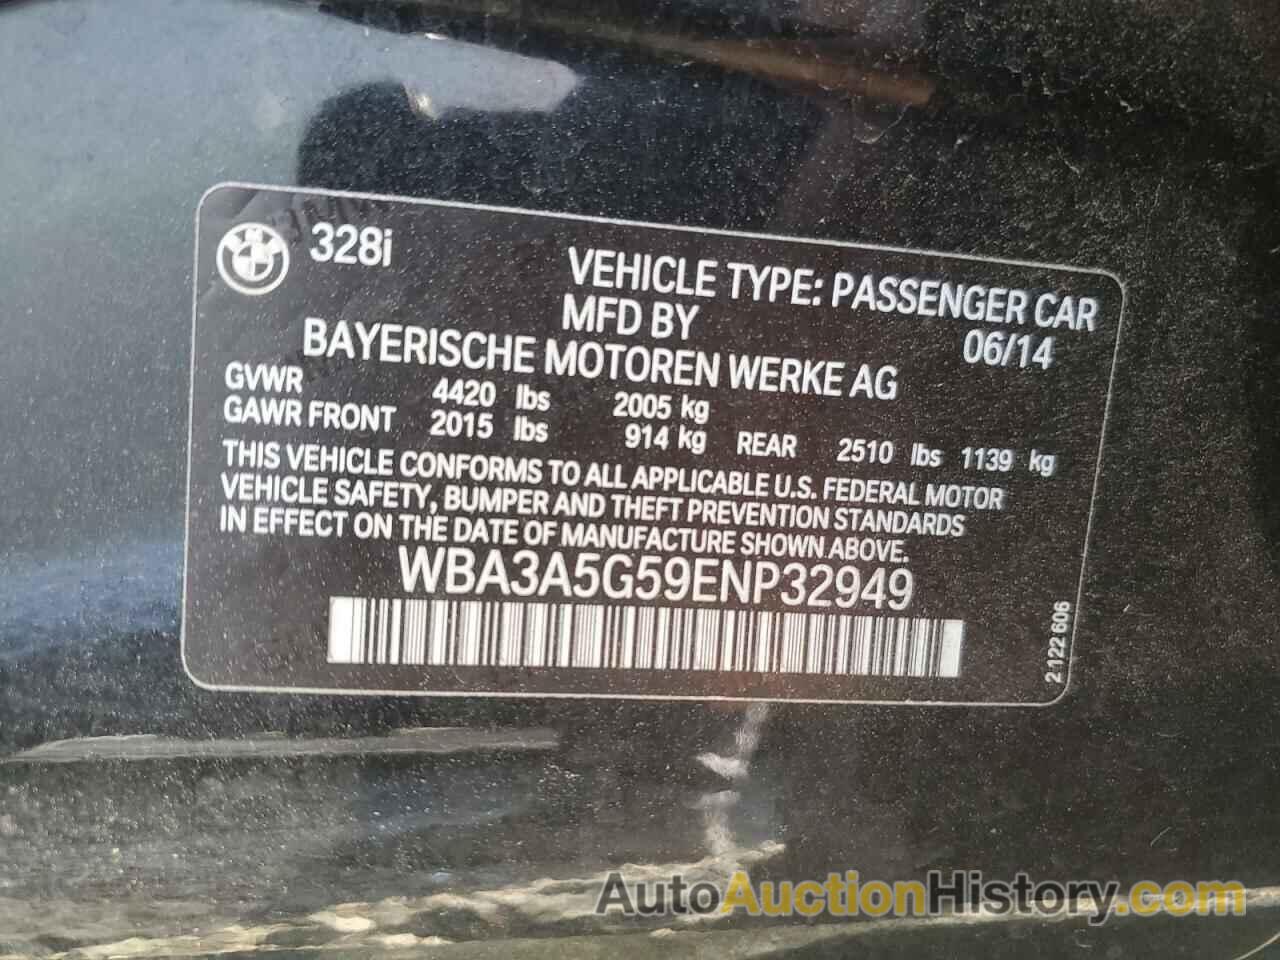 328i
VEHICLE TYPE: PASSENGER CAR
MFD BY 06/14
BAYERISCHE MOTOREN WERKE AG
GVWR 4420 lbs 2005 kg
GAWR FRONT 2015 lbs 914 kg REAR 2510 lbs 1139 kg
THIS VEHICLE CONFORMS TO ALL APPLICABLE U.S. FEDERAL MOTOR
VEHICLE SAFETY, BUMPER AND THEFT PREVENTION STANDARDS
IN EFFECT ON THE DATE OF MANUFACTURE SHOWN ABOVE.
WBA3A5G59ENP32949
2 122 606
AutoAuctionHistory.com